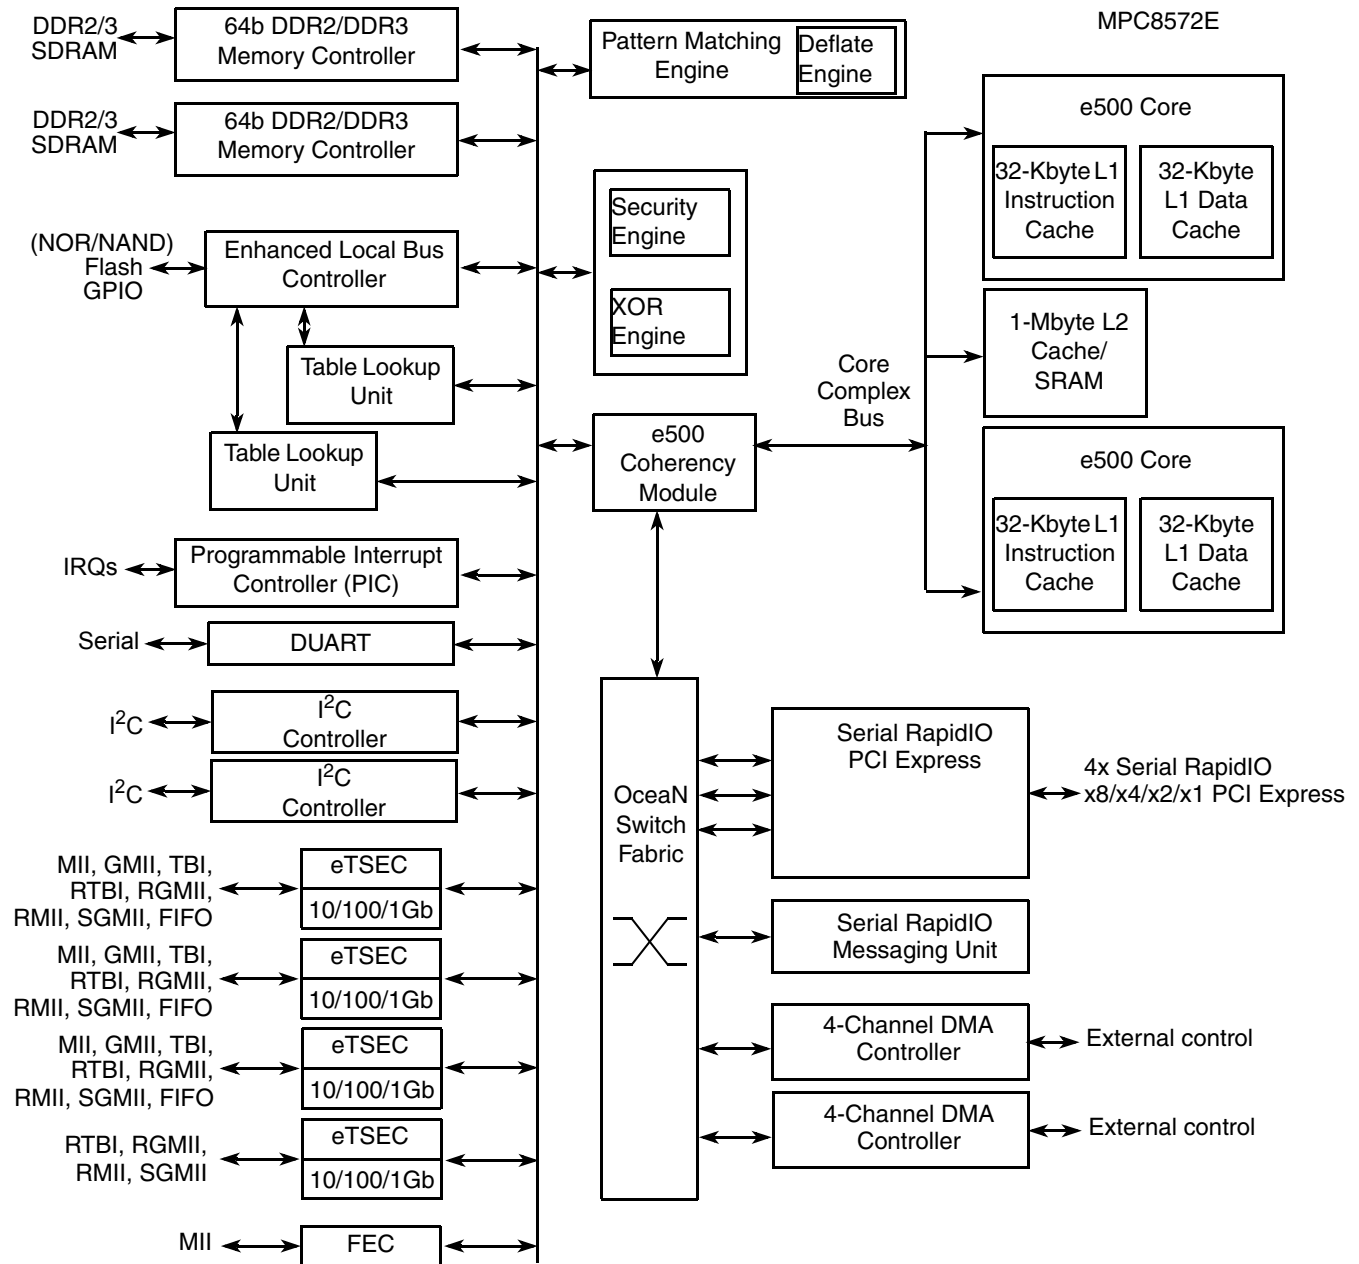 DDR2/3
SDRAM
64b DDR2/DDR3
Memory Controller
DDR2/3
SDRAM
64b DDR2/DDR3
Memory Controller
(NOR/NAND)
Flash
GPIO
Enhanced Local Bus
Controller
Table Lookup
Unit
Table Lookup
Unit
IRQs
Programmable Interrupt
Controller (PIC)
Serial
DUART
I²C
I²C
Controller
I²C
I²C
Controller
MII, GMII, TBI,
RTBI, RGMII,
RMII, SGMII, FIFO
eTSEC
10/100/1Gb
MII, GMII, TBI,
RTBI, RGMII,
RMII, SGMII, FIFO
eTSEC
10/100/1Gb
MII, GMII, TBI,
RTBI, RGMII,
RMII, SGMII, FIFO
eTSEC
10/100/1Gb
RTBI, RGMII,
RMII, SGMII
eTSEC
10/100/1Gb
MII
FEC
Pattern Matching
Engine
Deflate
Engine
Security
Engine
XOR
Engine
e500
Coherency
Module
Core
Complex
Bus
MPC8572E
e500 Core
32-Kbyte L1
Instruction
Cache
32-Kbyte
L1 Data
Cache
1-Mbyte L2
Cache/
SRAM
e500 Core
32-Kbyte L1
Instruction
Cache
32-Kbyte
L1 Data
Cache
OceaN
Switch
Fabric
Serial RapidIO
PCI Express
4x Serial RapidIO
x8/x4/x2/x1 PCI Express
Serial RapidIO
Messaging Unit
4-Channel DMA
Controller
External control
4-Channel DMA
Controller
External control